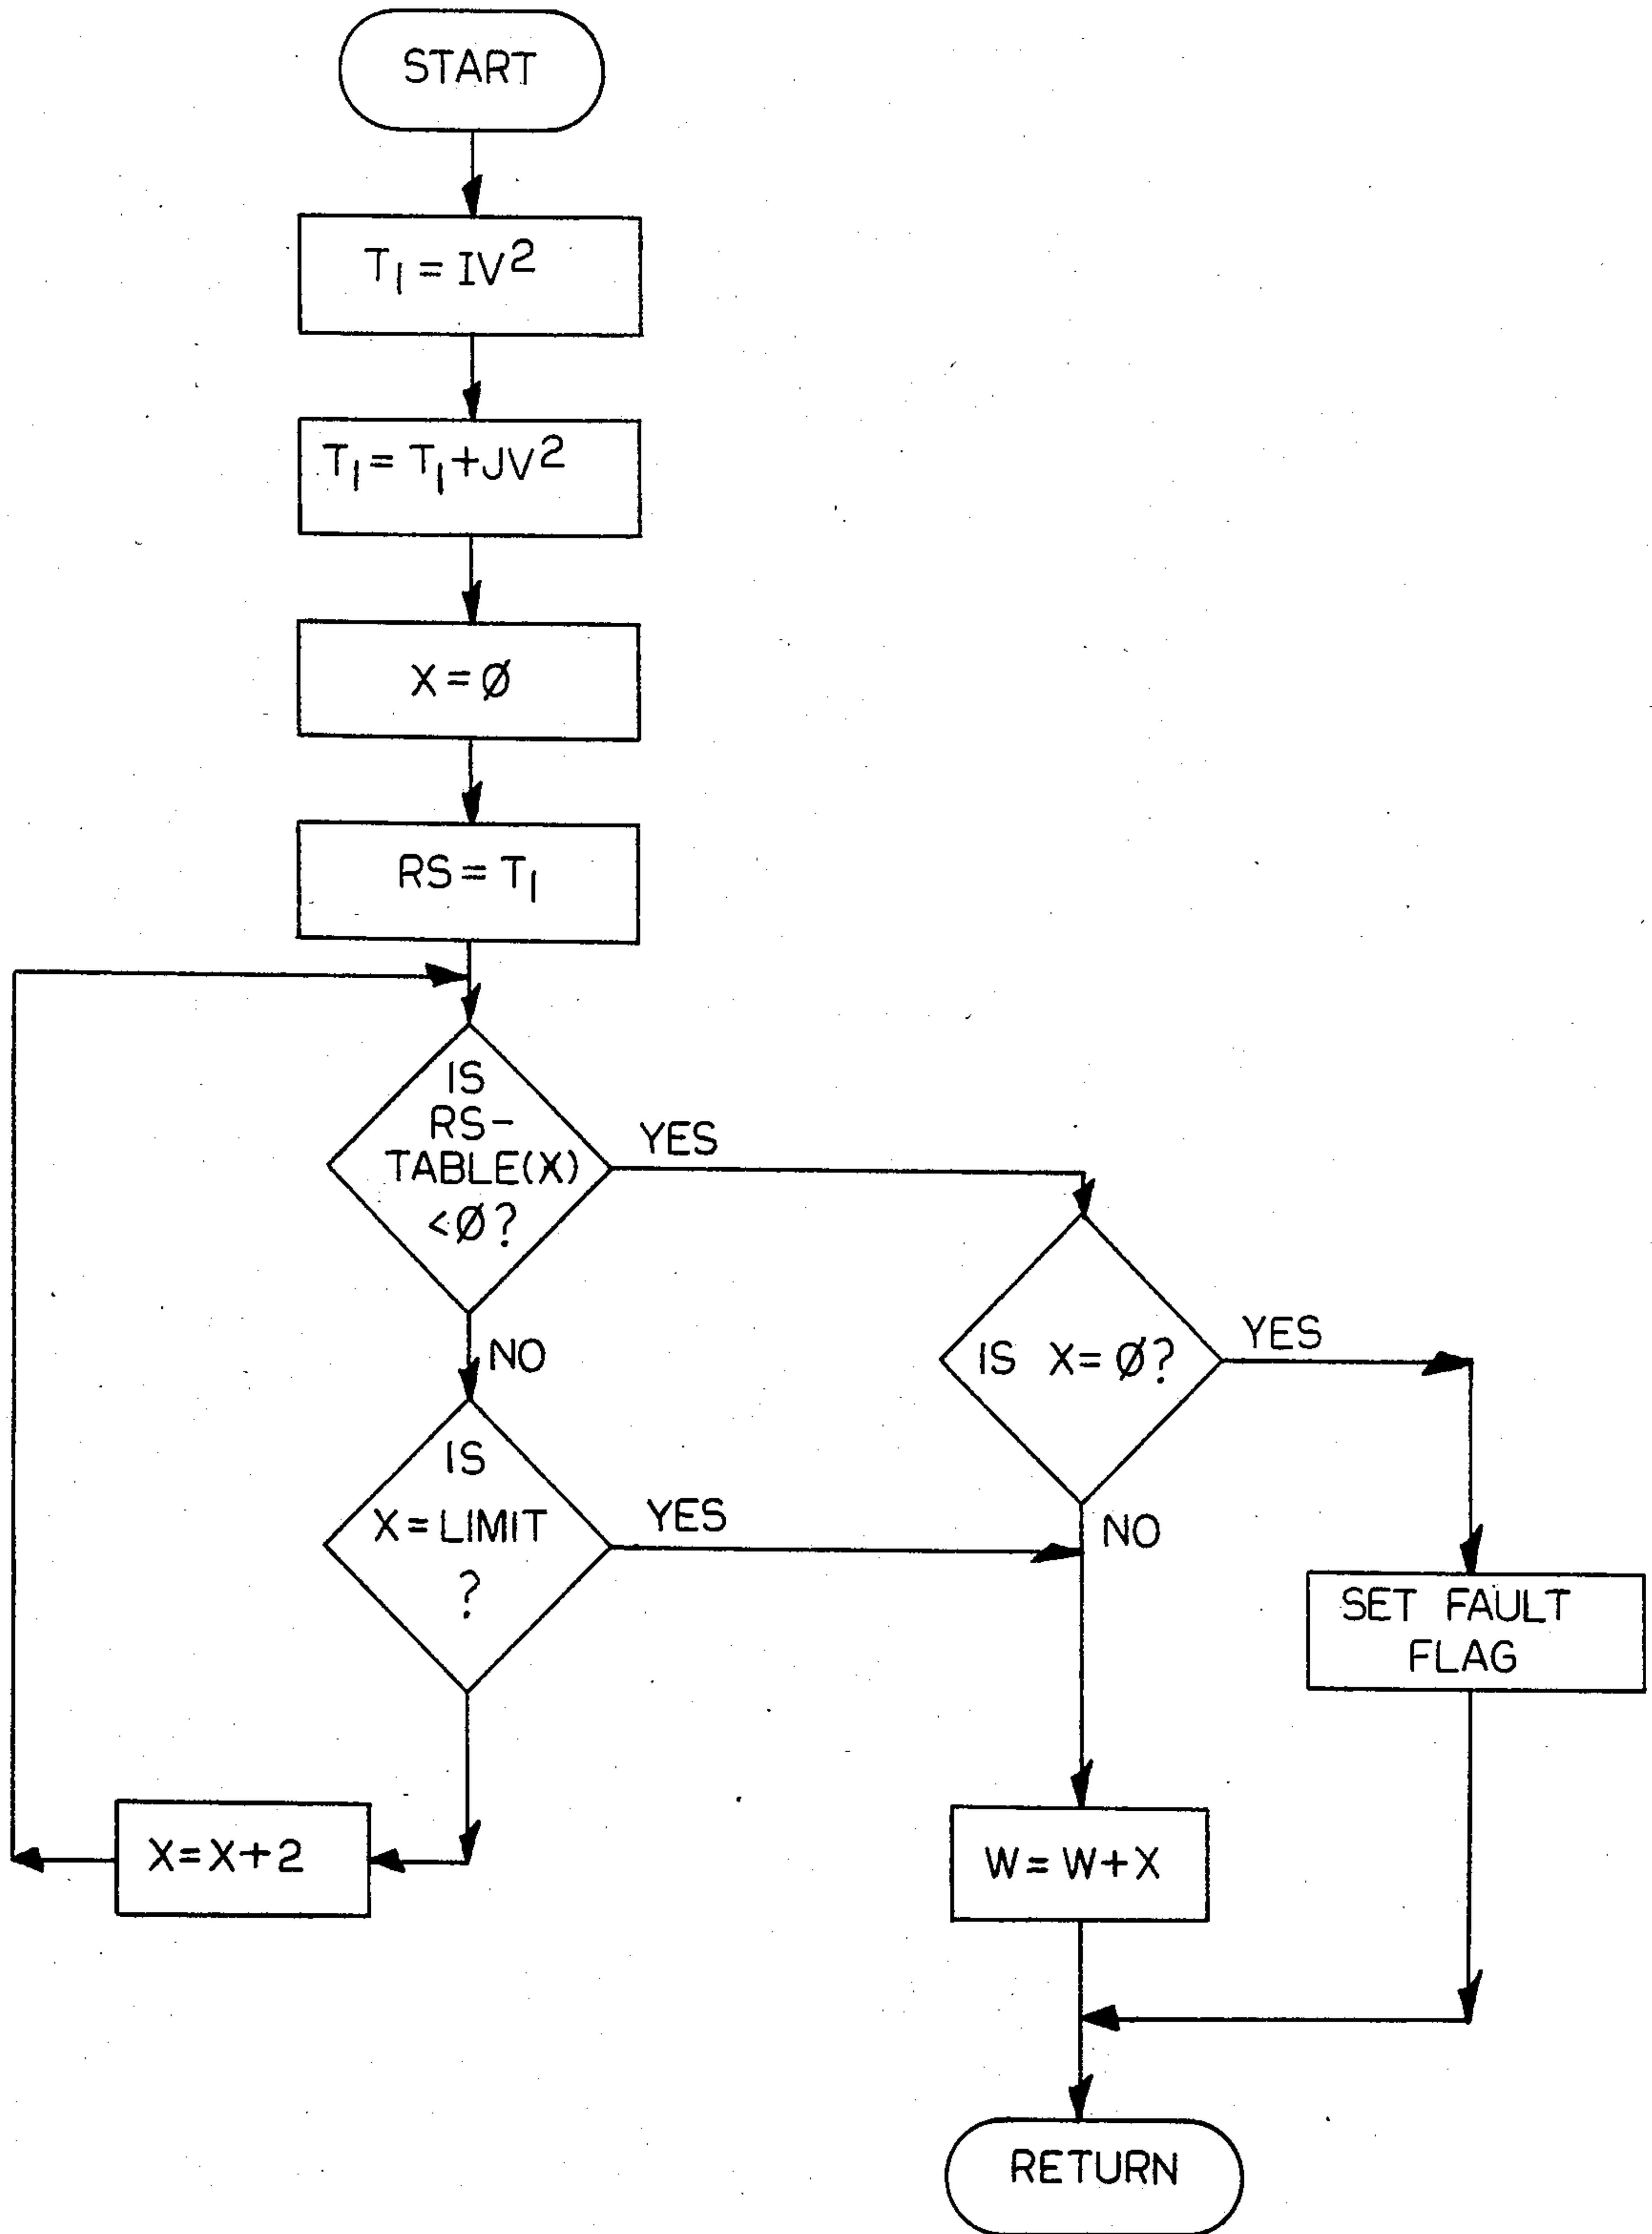 START
T₁ = IV²
T₁ = T₁+JV²
X=Ø
RS=T₁
IS
RS-
TABLE(X)
<Ø?
YES
NO
IS X=Ø?
YES
NO
IS
X=LIMIT
?
YES
SET FAULT
FLAG
X=X+2
W=W+X
RETURN